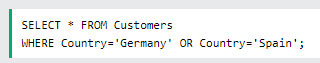 SELECT * FROM Customers
WHERE Country='Germany' OR Country='Spain';